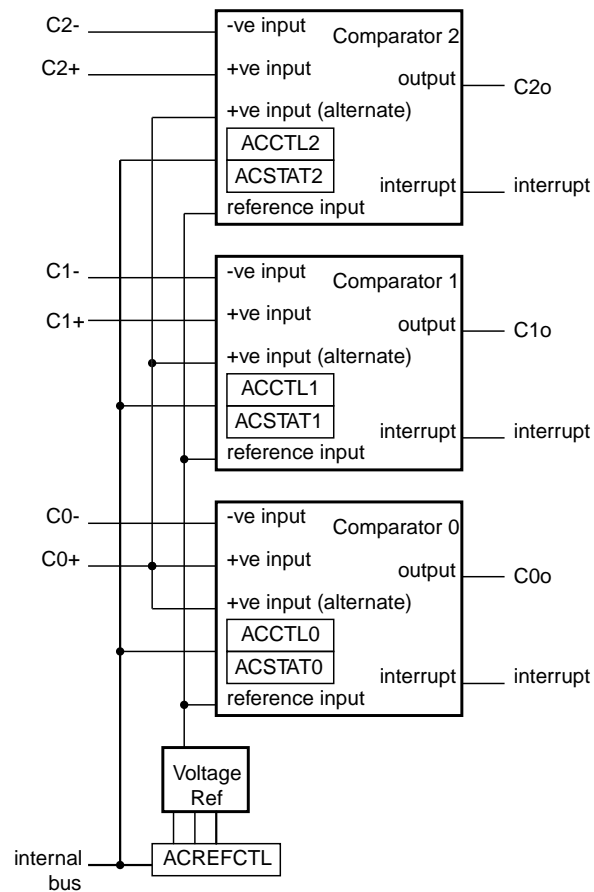 C2-
-ve input
Comparator 2
C2+
+ve input
output
C2o
+ve input (alternate)
ACCTL2
ACSTAT2
interrupt
interrupt
reference input
C1-
-ve input
Comparator 1
C1+
+ve input
output
C1o
+ve input (alternate)
ACCTL1
ACSTAT1
interrupt
interrupt
reference input
C0-
-ve input
Comparator 0
C0+
+ve input
output
C0o
+ve input (alternate)
ACCTL0
ACSTAT0
interrupt
interrupt
reference input
Voltage
Ref
internal
bus
ACREFCTL